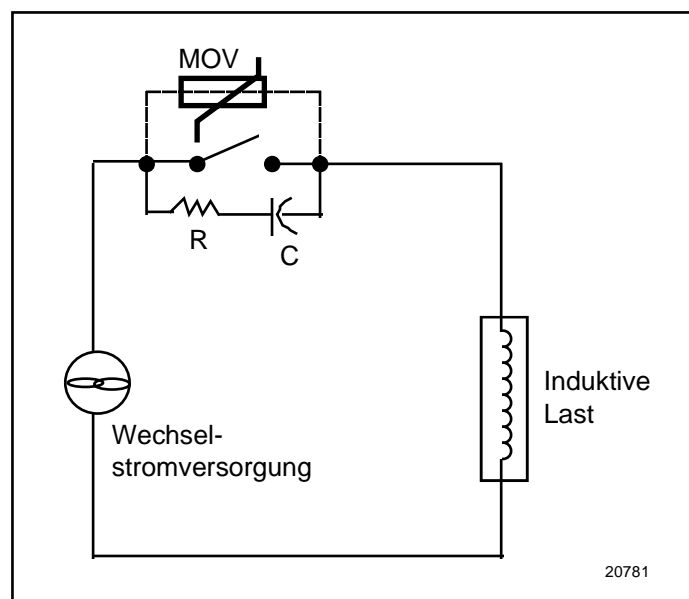 MOV
R
C
Induktive
Last
Wechsel-
stromversorgung
20781